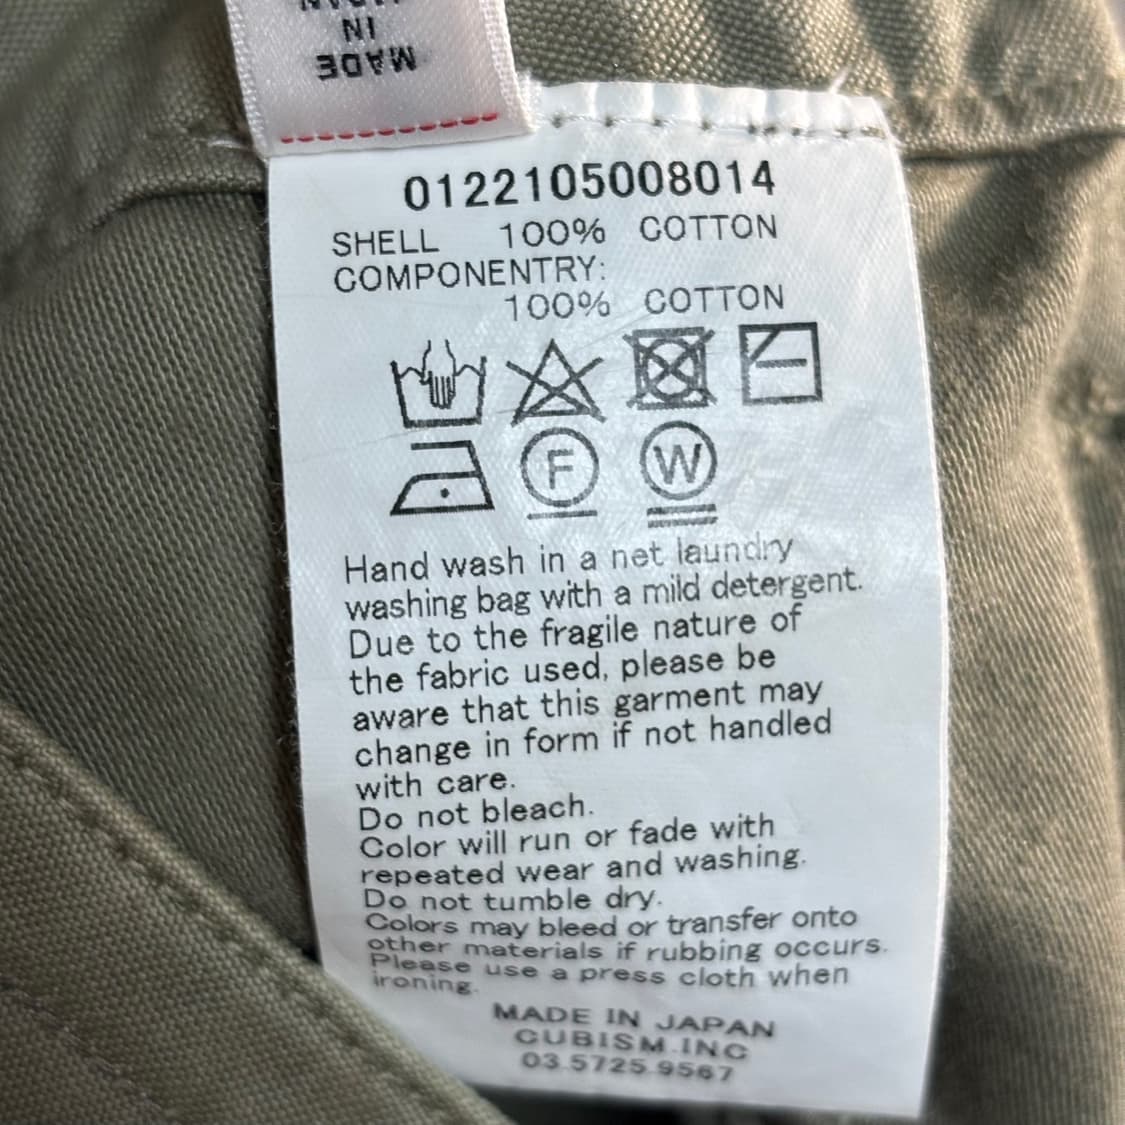 MADE
IN
JAPAN
0122105008014
SHELL 100% COTTON
COMPONENTRY:
100% COTTON
F W
Hand wash in a net laundry
washing bag with a mild detergent.
Due to the fragile nature of
the fabric used, please be
aware that this garment may
change in form if not handled
with care.
Do not bleach.
Color will run or fade with
repeated wear and washing.
Do not tumble dry.
Colors may bleed or transfer onto
other materials if rubbing occurs.
Please use a press cloth when
ironing.
MADE IN JAPAN
CUBISM.INC
03.5725.9567